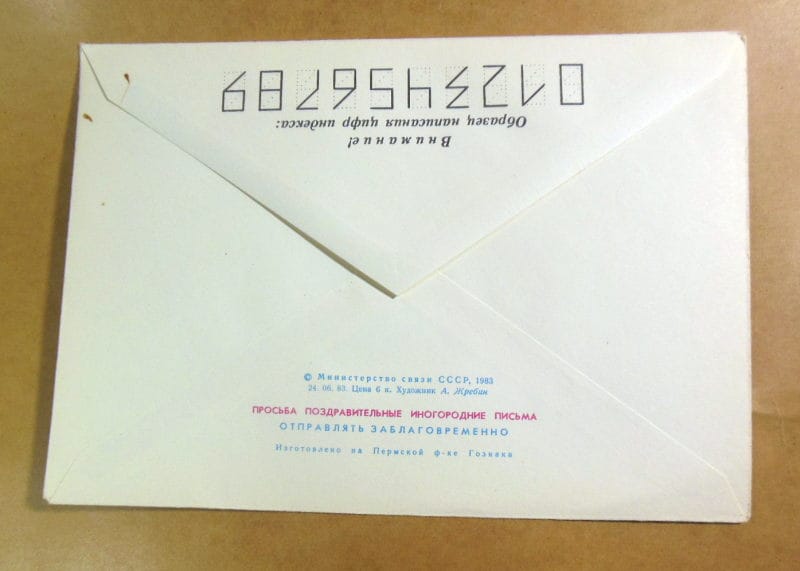 Внимание!
Образец написания цифр индекса:
0123456789
© Министерство связи СССР, 1983
24. 06. 83. Цена 6 к. Художник А. Жребин
ПРОСЬБА ПОЗДРАВИТЕЛЬНЫЕ ИНОГОРОДНИЕ ПИСЬМА
ОТПРАВЛЯТЬ ЗАБЛАГОВРЕМЕННО
Изготовлено на Пермской ф-ке Гознака